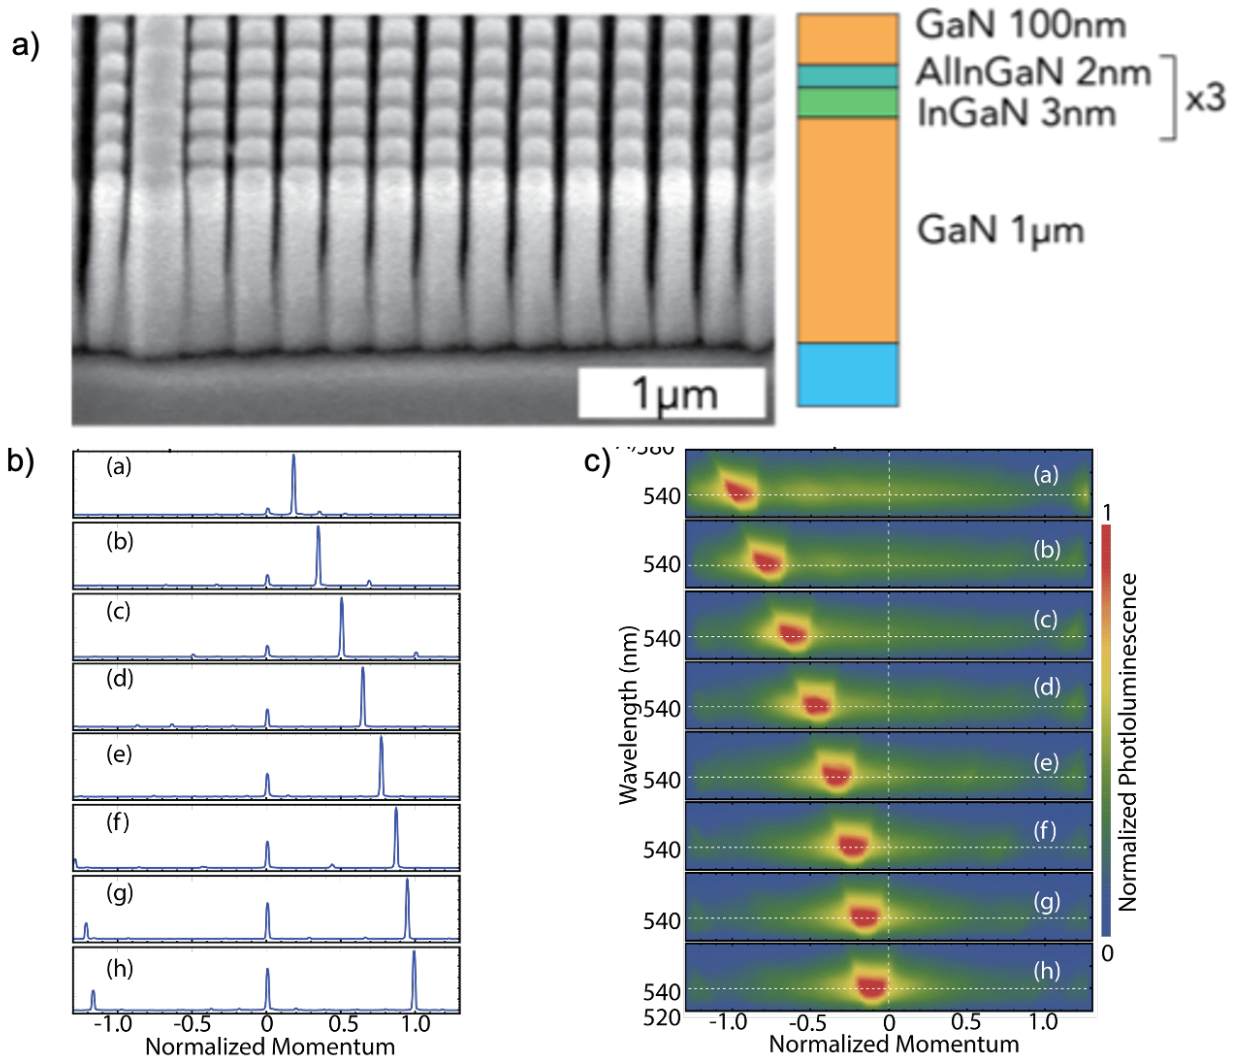 a)
GaN 100nm
AlInGaN 2nm
InGaN 3nm
x3
GaN 1µm
1µm
b)
(a)
(b)
(c)
(d)
(e)
(f)
(g)
(h)
-1.0 -0.5 0 0.5 1.0
Normalized Momentum
c)
540 (a)
540 (b)
540 (c)
540 (d)
540 (e)
540 (f)
540 (g)
540 (h)
520
-1.0 -0.5 0 0.5 1.0
Normalized Momentum
Wavelength (nm)
1
Normalized Photloluminescence
0